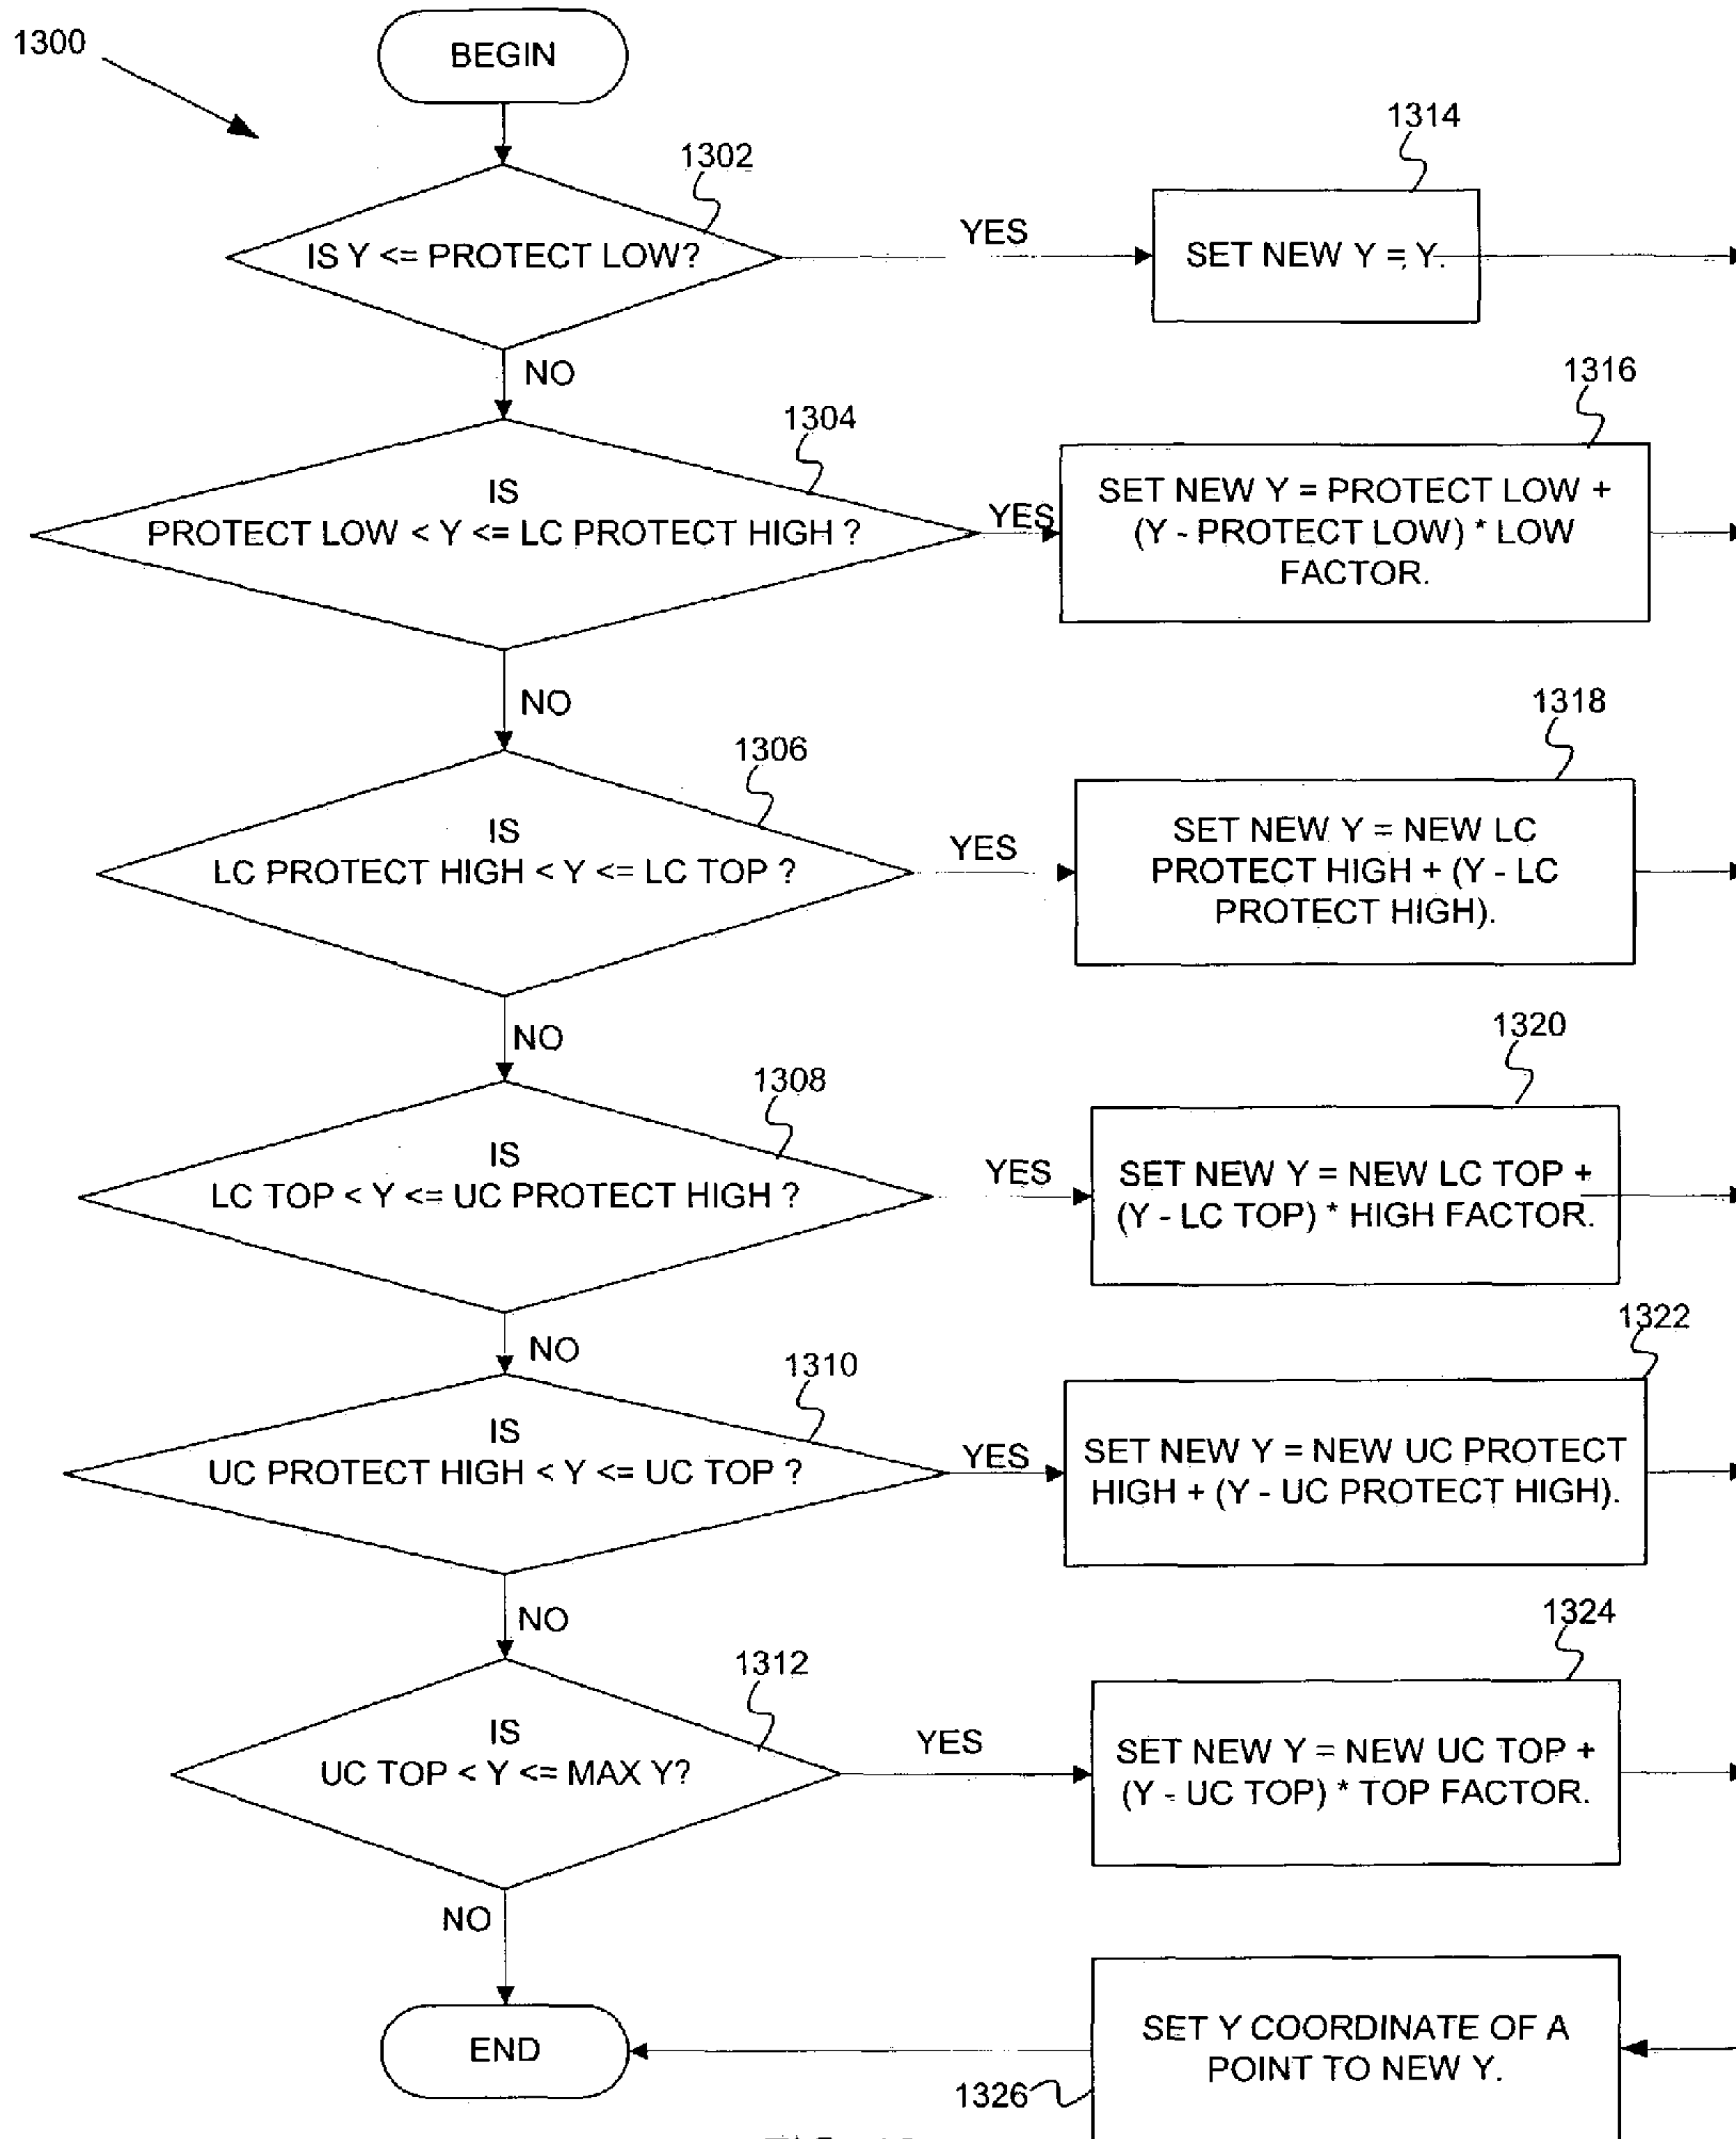 1300
BEGIN
1302
IS Y <= PROTECT LOW?
YES
1314
SET NEW Y = Y.
NO
1304
IS
PROTECT LOW < Y <= LC PROTECT HIGH ?
YES
1316
SET NEW Y = PROTECT LOW +
(Y - PROTECT LOW) * LOW
FACTOR.
NO
1306
IS
LC PROTECT HIGH < Y <= LC TOP ?
YES
1318
SET NEW Y = NEW LC
PROTECT HIGH + (Y - LC
PROTECT HIGH).
NO
1308
IS
LC TOP < Y <= UC PROTECT HIGH ?
YES
1320
SET NEW Y = NEW LC TOP +
(Y - LC TOP) * HIGH FACTOR.
NO
1310
IS
UC PROTECT HIGH < Y <= UC TOP ?
YES
1322
SET NEW Y = NEW UC PROTECT
HIGH + (Y - UC PROTECT HIGH).
NO
1312
IS
UC TOP < Y <= MAX Y?
YES
1324
SET NEW Y = NEW UC TOP +
(Y - UC TOP) * TOP FACTOR.
NO
END
SET Y COORDINATE OF A
POINT TO NEW Y.
1326